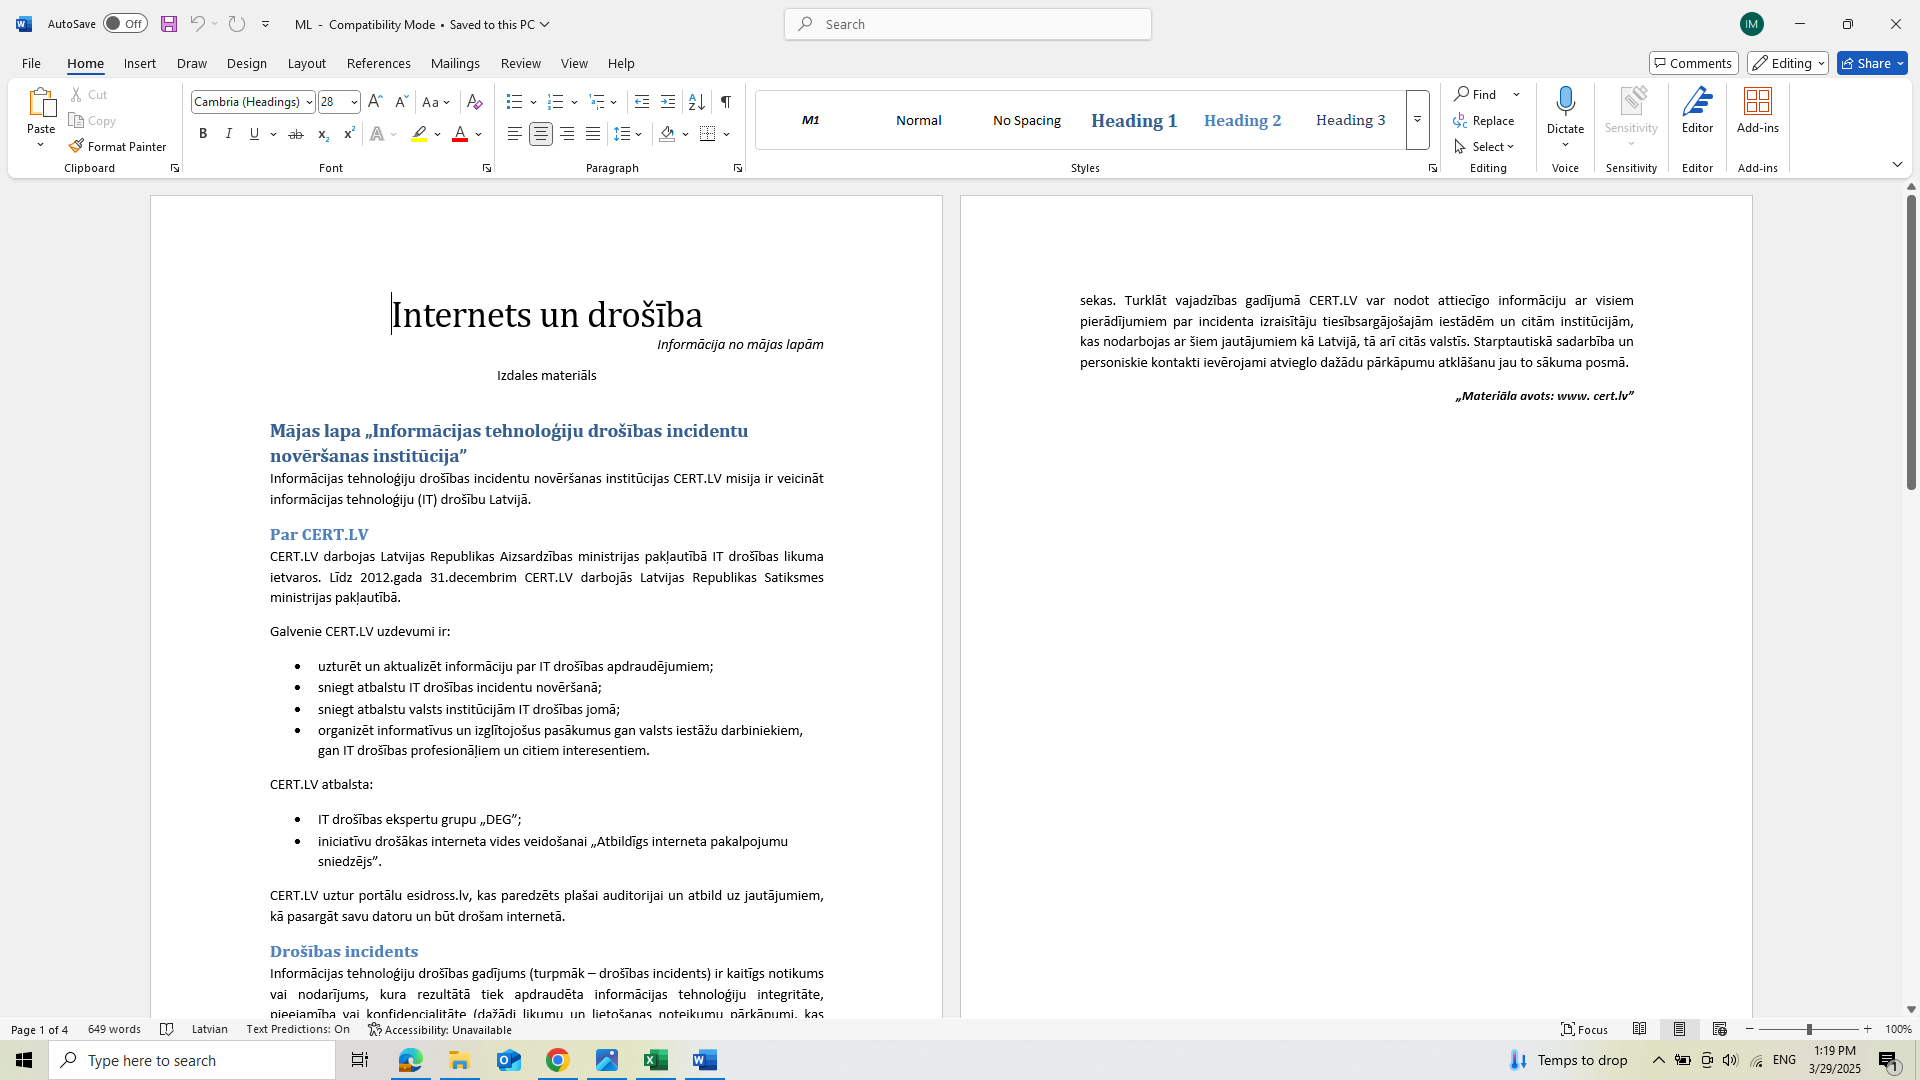 AutoSave Off ML - Compatibility Mode • Saved to this PC Search IM
File Home Insert Draw Design Layout References Mailings Review View Help Comments Editing Share
Paste Cut Copy Format Painter Clipboard
Cambria (Headings) 28 Aa Font
Paragraph
M1 Normal No Spacing Heading 1 Heading 2 Heading 3 Styles
Find Replace Select Editing
Dictate Voice
Sensitivity Sensitivity
Editor Editor
Add-ins Add-ins
Internets un drošība
Informācija no mājas lapām
Izdales materiāls
Mājas lapa „Informācijas tehnoloģiju drošības incidentu
novēršanas institūcija”
Informācijas tehnoloģiju drošības incidentu novēršanas institūcijas CERT.LV misija ir veicināt
informācijas tehnoloģiju (IT) drošību Latvijā.
Par CERT.LV
CERT.LV darbojas Latvijas Republikas Aizsardzības ministrijas pakļautībā IT drošības likuma
ietvaros. Līdz 2012.gada 31.decembrim CERT.LV darbojās Latvijas Republikas Satiksmes
ministrijas pakļautībā.
Galvenie CERT.LV uzdevumi ir:
• uzturēt un aktualizēt informāciju par IT drošības apdraudējumiem;
• sniegt atbalstu IT drošības incidentu novēršanā;
• sniegt atbalstu valsts institūcijām IT drošības jomā;
• organizēt informatīvus un izglītojošus pasākumus gan valsts iestāžu darbiniekiem,
gan IT drošības profesionāļiem un citiem interesentiem.
CERT.LV atbalsta:
• IT drošības ekspertu grupu „DEG”;
• iniciatīvu drošākas interneta vides veidošanai „Atbildīgs interneta pakalpojumu
sniedzējs”.
CERT.LV uztur portālu esidross.lv, kas paredzēts plašai auditorijai un atbild uz jautājumiem,
kā pasargāt savu datoru un būt drošam internetā.
Drošības incidents
Informācijas tehnoloģiju drošības gadījums (turpmāk – drošības incidents) ir kaitīgs notikums
vai nodarījums, kura rezultātā tiek apdraudēta informācijas tehnoloģiju integritāte,
pieejamība vai konfidencialitāte (dažādi likumu un lietošanas noteikumu pārkāpumi, kas
sekas. Turklāt vajadzības gadījumā CERT.LV var nodot attiecīgo informāciju ar visiem
pierādījumiem par incidenta izraisītāju tiesībsargājošajām iestādēm un citām institūcijām,
kas nodarbojas ar šiem jautājumiem kā Latvijā, tā arī citās valstīs. Starptautiskā sadarbība un
personiskie kontakti ievērojami atvieglo dažādu pārkāpumu atklāšanu jau to sākuma posmā.
„Materiāla avots: www. cert.lv”
Page 1 of 4 649 words Latvian Text Predictions: On Accessibility: Unavailable Focus 100%
Type here to search Temps to drop ENG 1:19 PM
3/29/2025 1